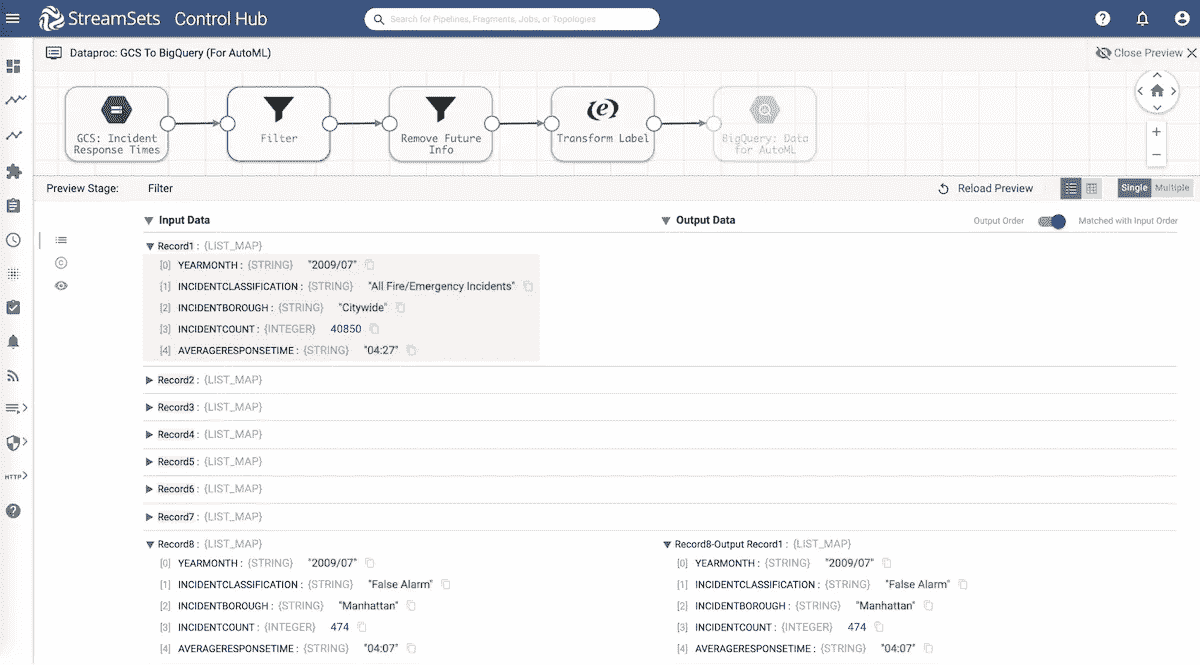 StreamSets Control Hub
Search for Pipelines, Fragments, Jobs, or Topologies
Dataproc: GCS To BigQuery (For AutoML)
Close Preview
GCS: Incident
Response Times
Filter
Remove Future
Info
Transform Label
BigQuery: Data
for AutoML
Preview Stage: Filter
Reload Preview
Single Multiple
Input Data
Output Data
Output Order
Matched with Input Order
Record1 : {LIST_MAP}
[0] YEARMONTH : {STRING} "2009/07"
[1] INCIDENTCLASSIFICATION : {STRING} "All Fire/Emergency Incidents"
[2] INCIDENTBOROUGH : {STRING} "Citywide"
[3] INCIDENTCOUNT : {INTEGER} 40850
[4] AVERAGERESPONSETIME : {STRING} "04:27"
Record2 : {LIST_MAP}
Record3 : {LIST_MAP}
Record4 : {LIST_MAP}
Record5 : {LIST_MAP}
Record6 : {LIST_MAP}
HTTP
Record7 : {LIST_MAP}
Record8 : {LIST_MAP}
[0] YEARMONTH : {STRING} "2009/07"
[1] INCIDENTCLASSIFICATION : {STRING} "False Alarm"
[2] INCIDENTBOROUGH : {STRING} "Manhattan"
[3] INCIDENTCOUNT : {INTEGER} 474
[4] AVERAGERESPONSETIME : {STRING} "04:07"
Record8-Output Record1 : {LIST_MAP}
[0] YEARMONTH : {STRING} "2009/07"
[1] INCIDENTCLASSIFICATION : {STRING} "False Alarm"
[2] INCIDENTBOROUGH : {STRING} "Manhattan"
[3] INCIDENTCOUNT : {INTEGER} 474
[4] AVERAGERESPONSETIME : {STRING} "04:07"